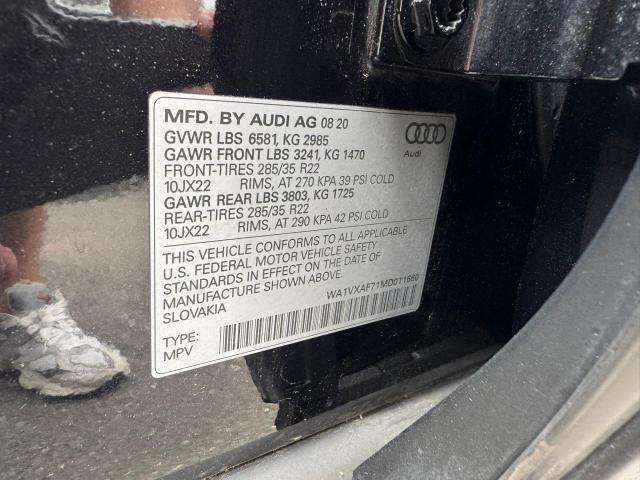 MFD. BY AUDI AG 08 20
GVWR LBS 6581, KG 2985
GAWR FRONT LBS 3241, KG 1470
FRONT-TIRES 285/35 R22
10JX22 RIMS, AT 270 KPA 39 PSI COLD
GAWR REAR LBS 3803, KG 1725
REAR-TIRES 285/35 R22
10JX22 RIMS, AT 290 KPA 42 PSI COLD
Audi
THIS VEHICLE CONFORMS TO ALL APPLICABLE
U.S. FEDERAL MOTOR VEHICLE SAFETY
STANDARDS IN EFFECT ON THE DATE OF
MANUFACTURE SHOWN ABOVE.
SLOVAKIA
WA1VXAF71MD011660
TYPE:
MPV